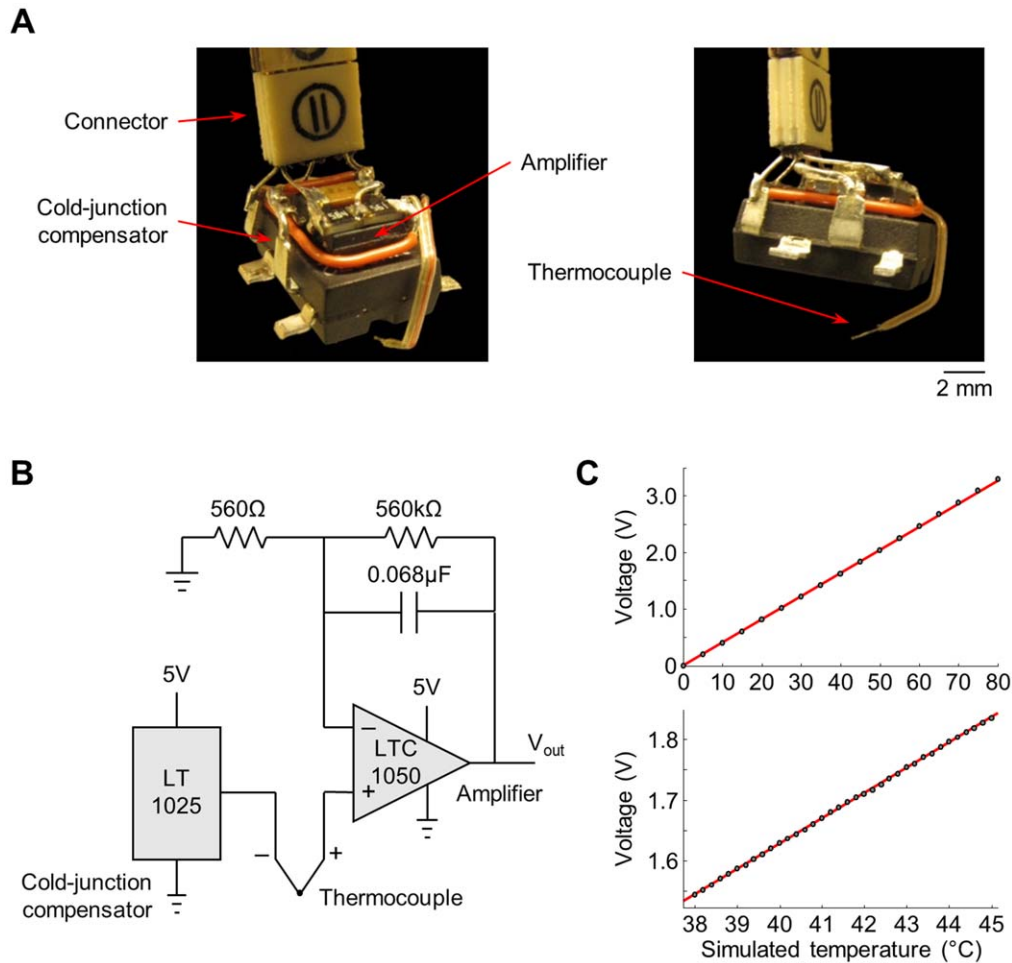 A
Connector
Cold-junction
compensator
Amplifier
Thermocouple
2 mm
B
560Ω
560kΩ
0.068µF
5V
5V
LT
1025
−
LTC
1050
+
Vout
Amplifier
−
+
Cold-junction
compensator
Thermocouple
C
Voltage (V)
3.0
2.0
1.0
0
0 10 20 30 40 50 60 70 80
Voltage (V)
1.8
1.7
1.6
38 39 40 41 42 43 44 45
Simulated temperature (°C)